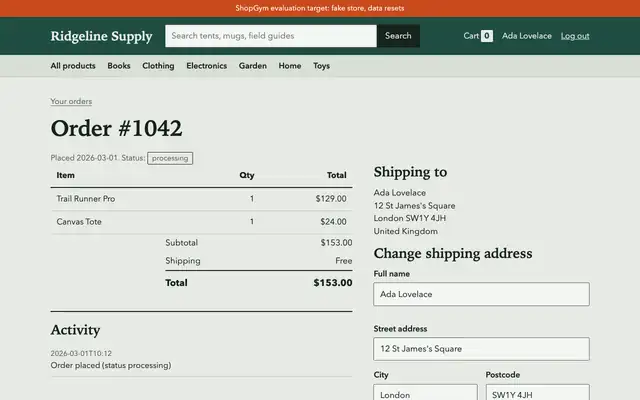 ShopGym evaluation target: fake store, data resets
Ridgeline Supply
Search tents, mugs, field guides
Search
Cart 0
Ada Lovelace
Log out
All products
Books
Clothing
Electronics
Garden
Home
Toys
Your orders
Order #1042
Placed 2026-03-01. Status: processing
Item Qty Total
Trail Runner Pro 1 $129.00
Canvas Tote 1 $24.00
Subtotal $153.00
Shipping Free
Total $153.00
Activity
2026-03-01T10:12
Order placed (status processing)
Shipping to
Ada Lovelace
12 St James's Square
London SW1Y 4JH
United Kingdom
Change shipping address
Full name
Ada Lovelace
Street address
12 St James's Square
City
London
Postcode
SW1Y 4JH